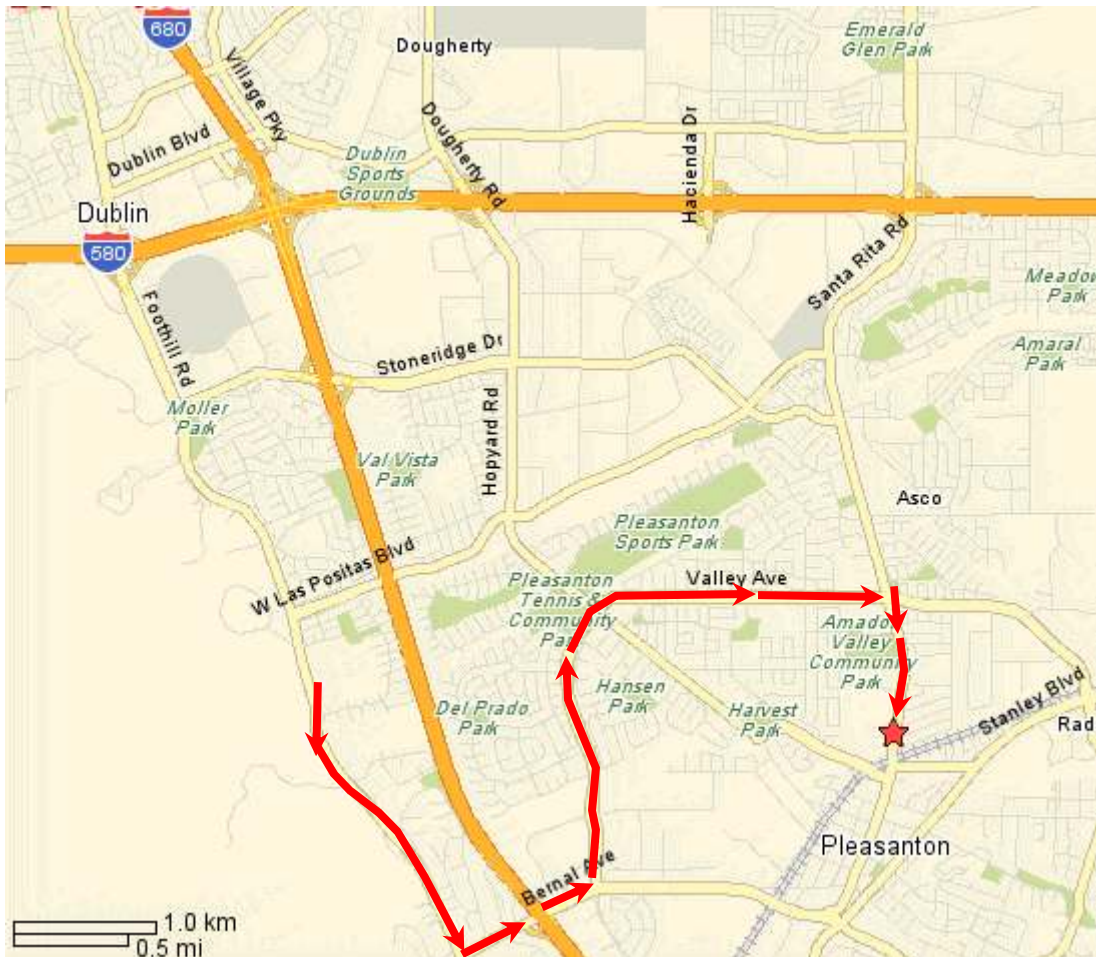 680
Dougherty
Emerald
Glen Park
Village Pky
Dublin Blvd
Dublin
Sports
Grounds
Dougherty Rd
Hacienda Dr
Dublin
580
Santa Rita Rd
Meadow
Park
Foothill Rd
Stoneridge Dr
Amaral
Park
Moller
Park
Hopyard Rd
Val Vista
Park
Asco
Pleasanton
Sports Park
W Las Positas Blvd
Pleasanton
Tennis &
Community
Park
Valley Ave
Amador
Valley
Community
Park
Hansen
Park
Del Prado
Park
Harvest
Park
Stanley Blvd
Rad
Pleasanton
Bernal Ave
1.0 km
0.5 mi